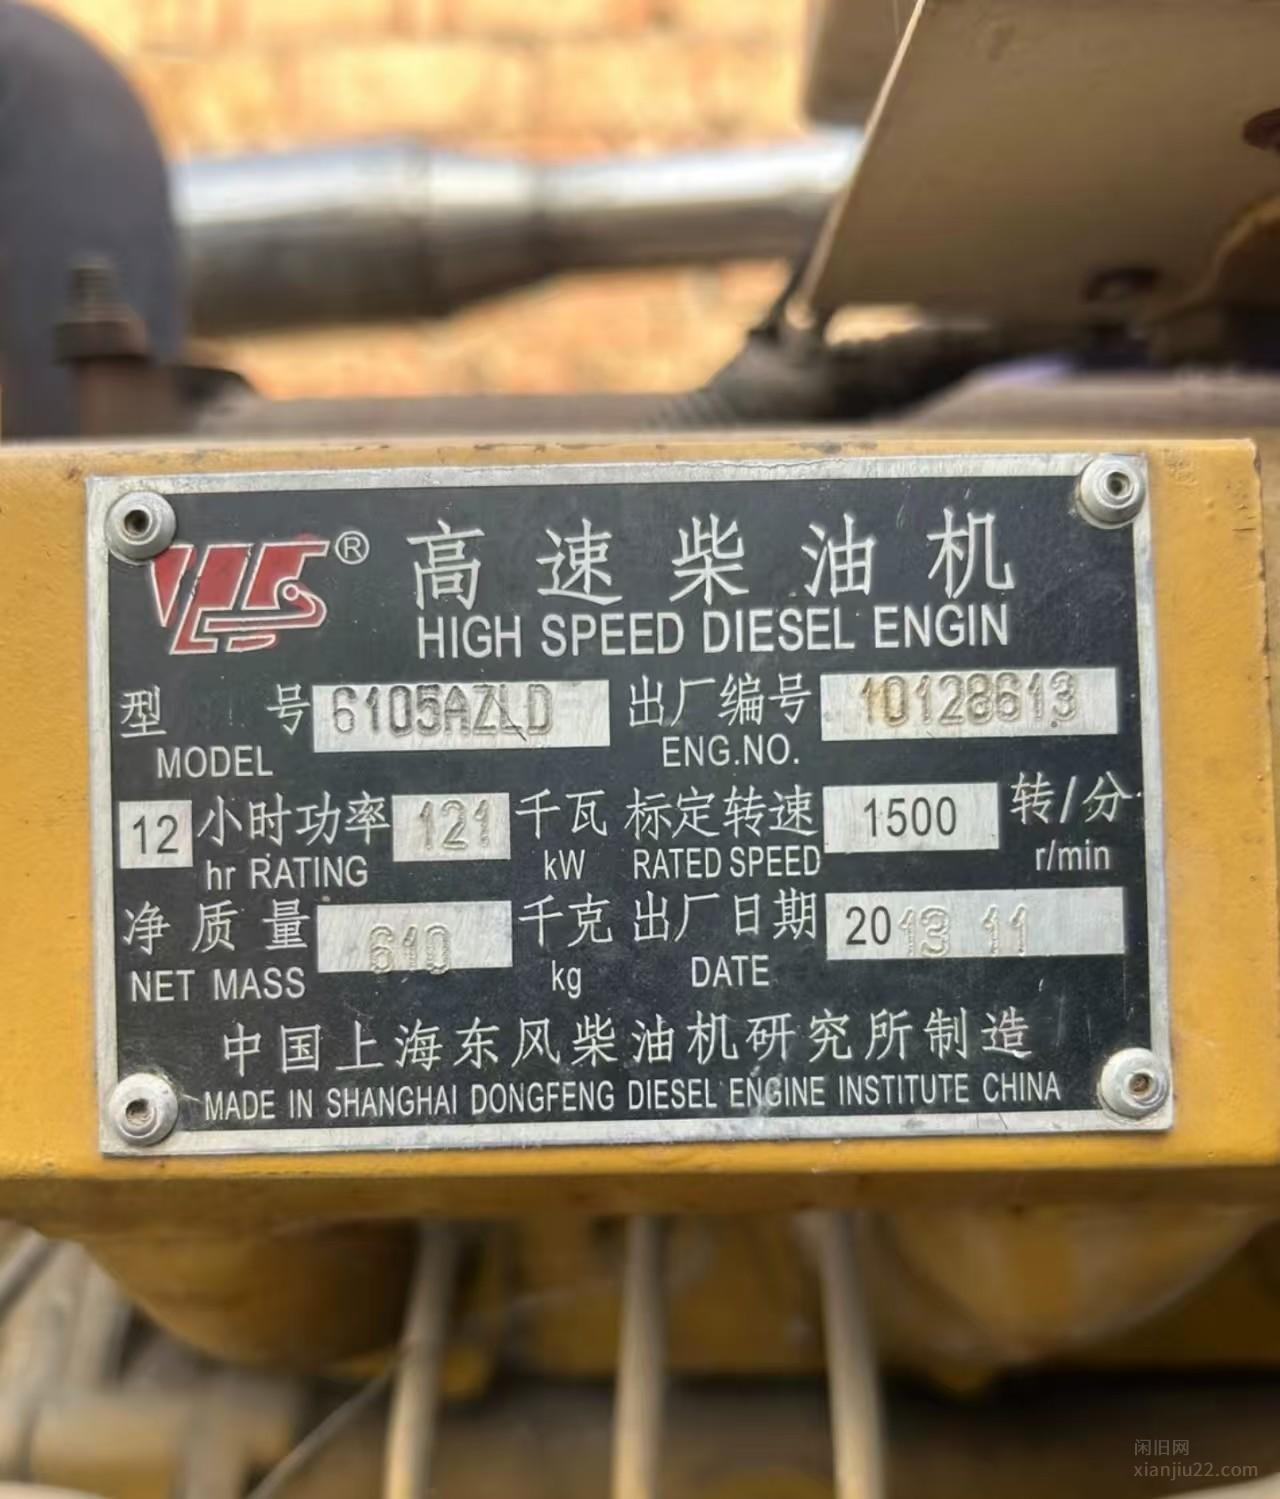 ® 高速柴油机
HIGH SPEED DIESEL ENGIN
型号 6105AZLD 出厂编号 10128613
MODEL ENG.NO.
12 小时功率 121 千瓦 标定转速 1500 转/分
hr RATING kW RATED SPEED r/min
净质量 610 千克 出厂日期 2013 11
NET MASS kg DATE
中国上海东风柴油机研究所制造
MADE IN SHANGHAI DONGFENG DIESEL ENGINE INSTITUTE CHINA
闲旧网
xianjiu22.com